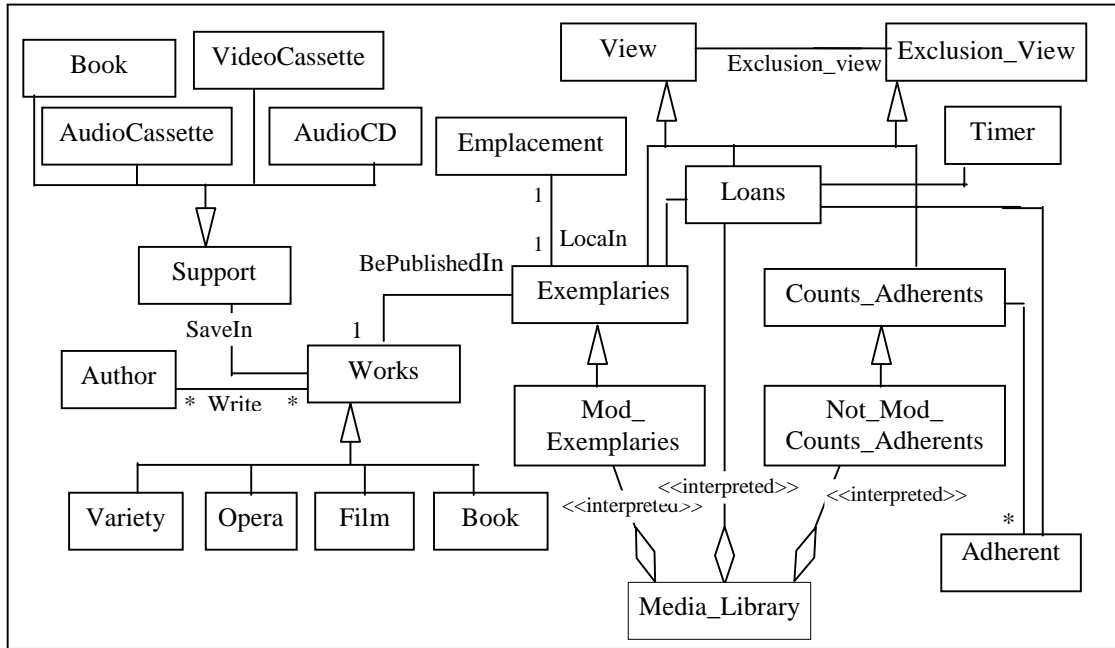 View
Exclusion_View
Exclusion_view
Book
VideoCassette
AudioCassette
AudioCD
Emplacement
Timer
1
Loans
1
LocaIn
BePublishedIn
Support
Exemplaries
Counts_Adherents
SaveIn
1
Author
Works
* Write *
Mod_
Exemplaries
Not_Mod_
Counts_Adherents
<<interpreted>>
<<interpreted>>
<<interpreted>>
Variety
Opera
Film
Book
*
Adherent
Media_Library